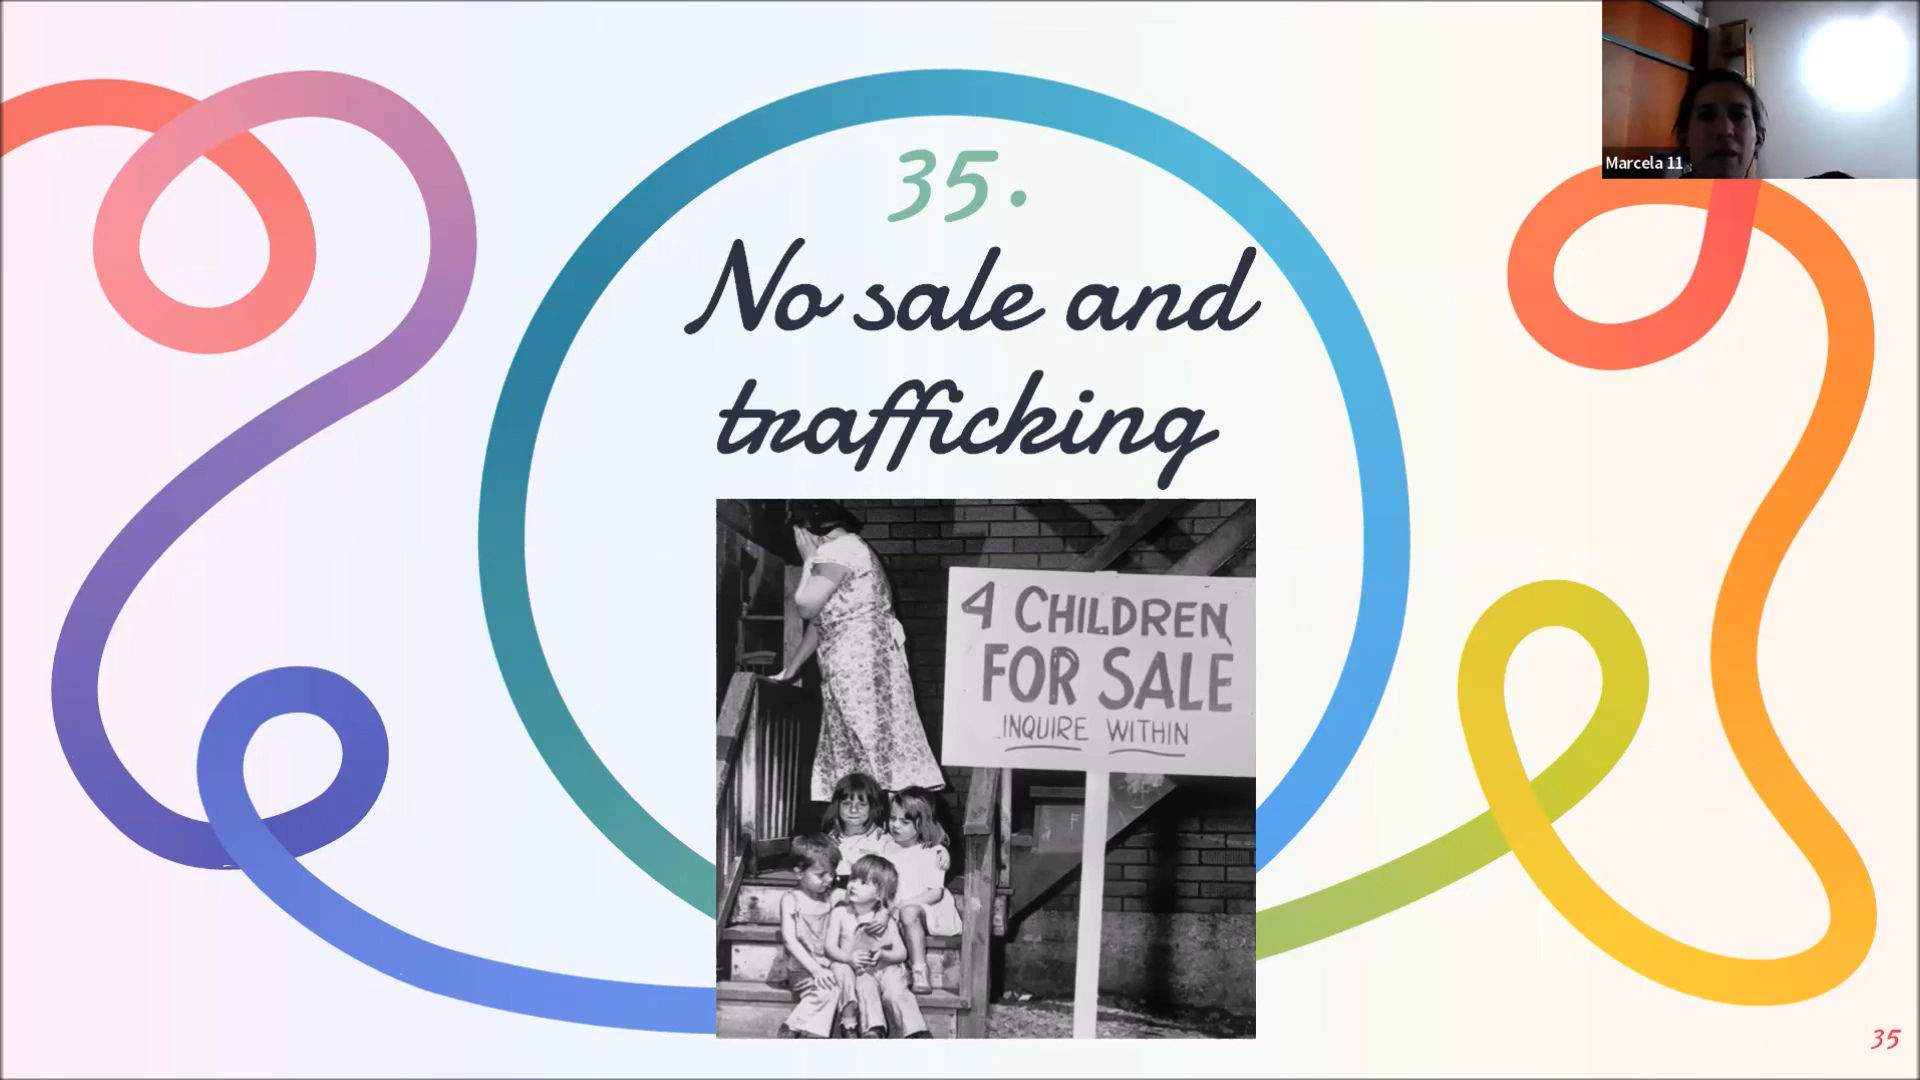 35.
No sale and
trafficking
4 CHILDREN
FOR SALE
INQUIRE WITHIN
Marcela 11
35